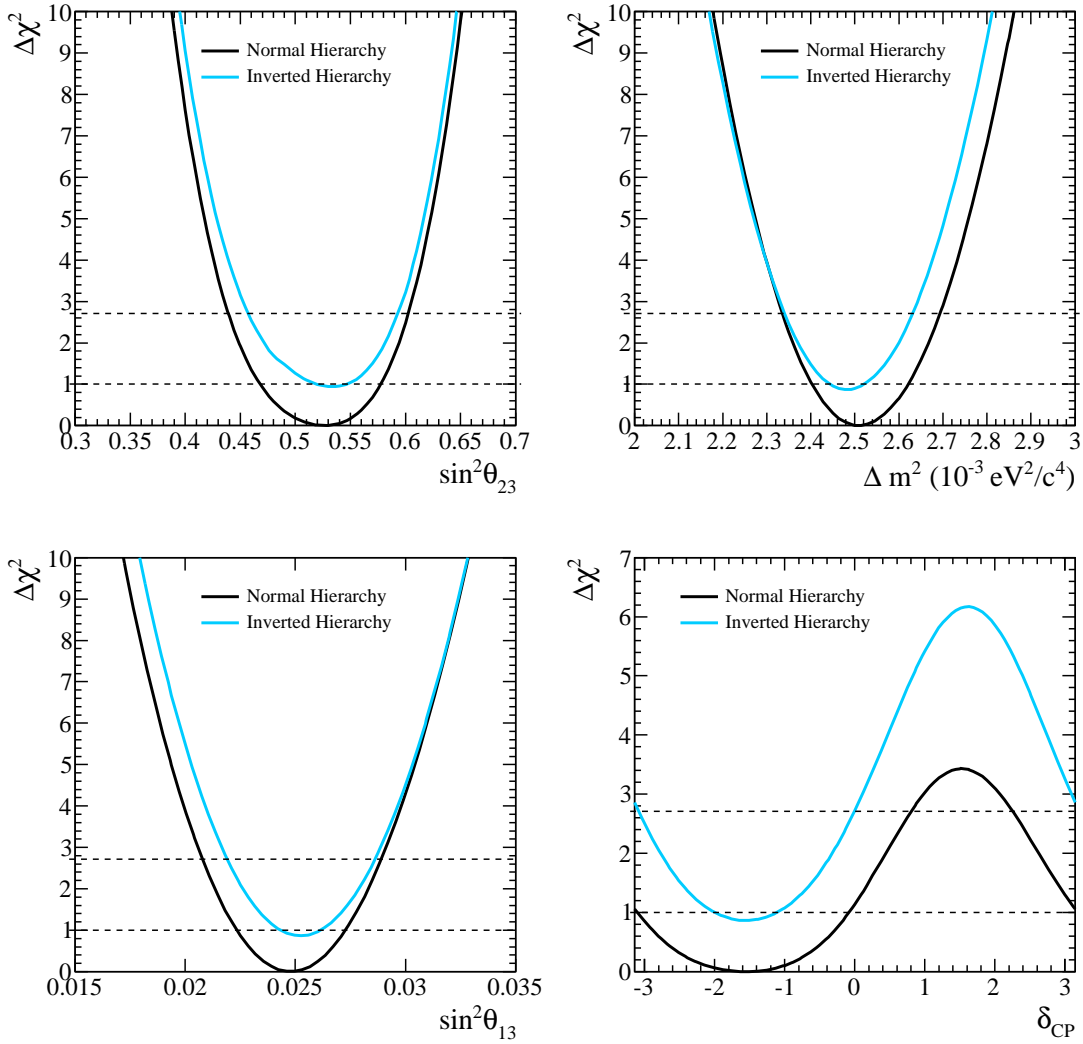 Δχ²
10
9
8
7
6
5
4
3
2
1
0
Normal Hierarchy
Inverted Hierarchy
0.3 0.35 0.4 0.45 0.5 0.55 0.6 0.65 0.7
sin²θ₂₃
Δχ²
10
9
8
7
6
5
4
3
2
1
0
Normal Hierarchy
Inverted Hierarchy
2 2.1 2.2 2.3 2.4 2.5 2.6 2.7 2.8 2.9 3
Δ m² (10⁻³ eV²/c⁴)
Δχ²
10
9
8
7
6
5
4
3
2
1
0
Normal Hierarchy
Inverted Hierarchy
0.015 0.02 0.025 0.03 0.035
sin²θ₁₃
Δχ²
7
6
5
4
3
2
1
0
Normal Hierarchy
Inverted Hierarchy
-3 -2 -1 0 1 2 3
δ_CP